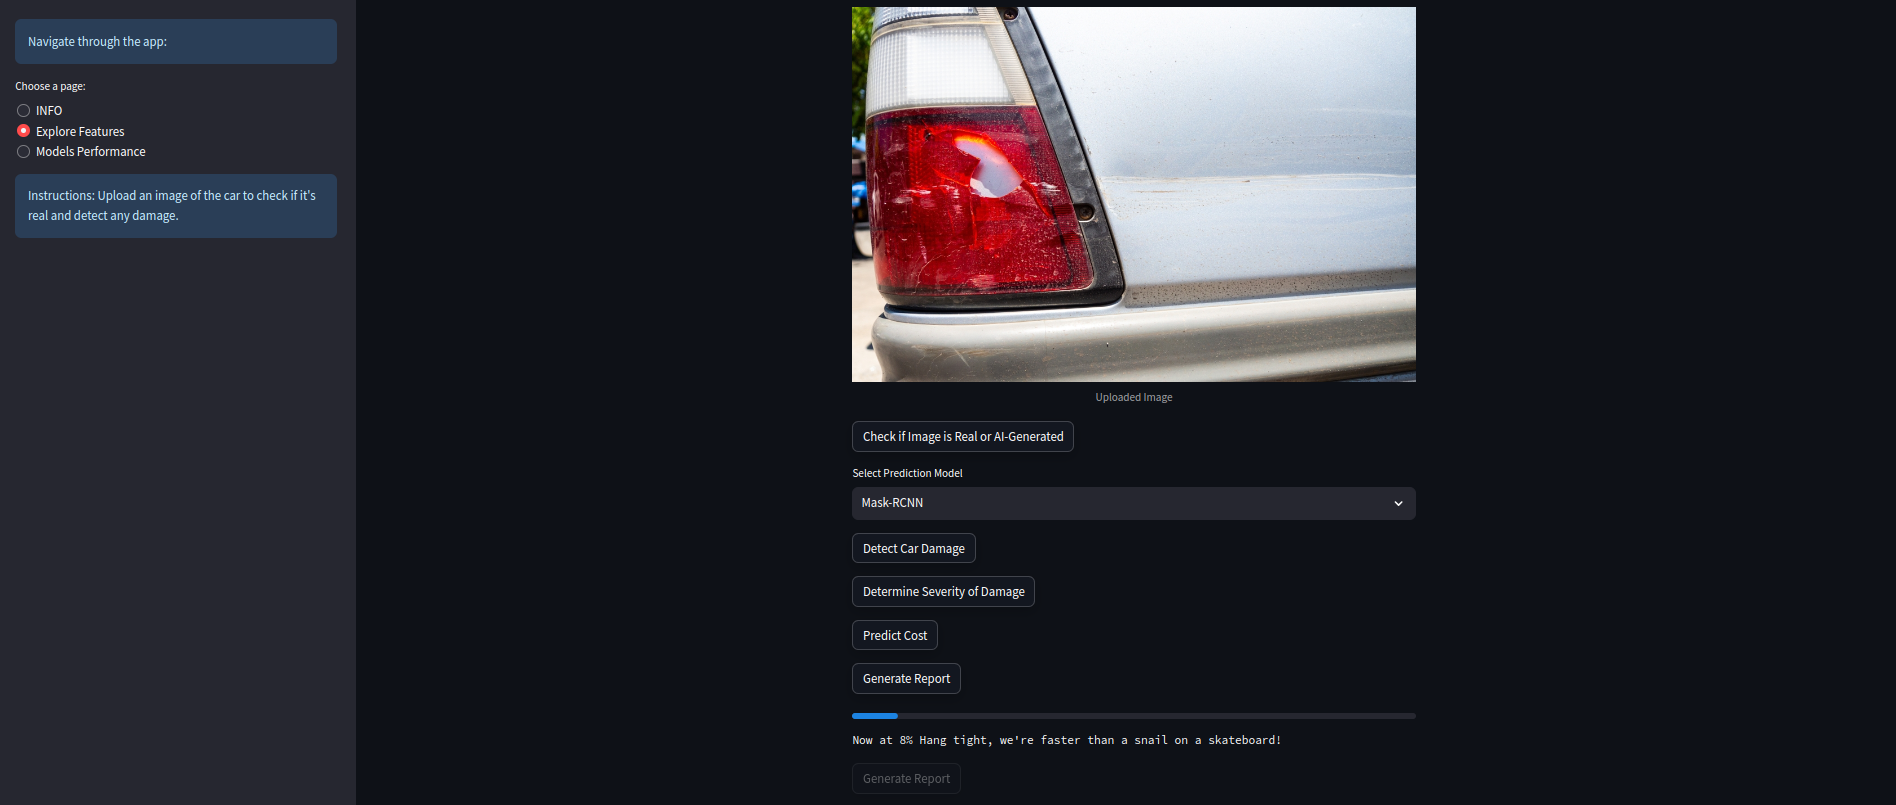 Navigate through the app:
Choose a page:
INFO
Explore Features
Models Performance
Instructions: Upload an image of the car to check if it's
real and detect any damage.
Uploaded Image
Check if Image is Real or AI-Generated
Select Prediction Model
Mask-RCNN
Detect Car Damage
Determine Severity of Damage
Predict Cost
Generate Report
Now at 8% Hang tight, we're faster than a snail on a skateboard!
Generate Report